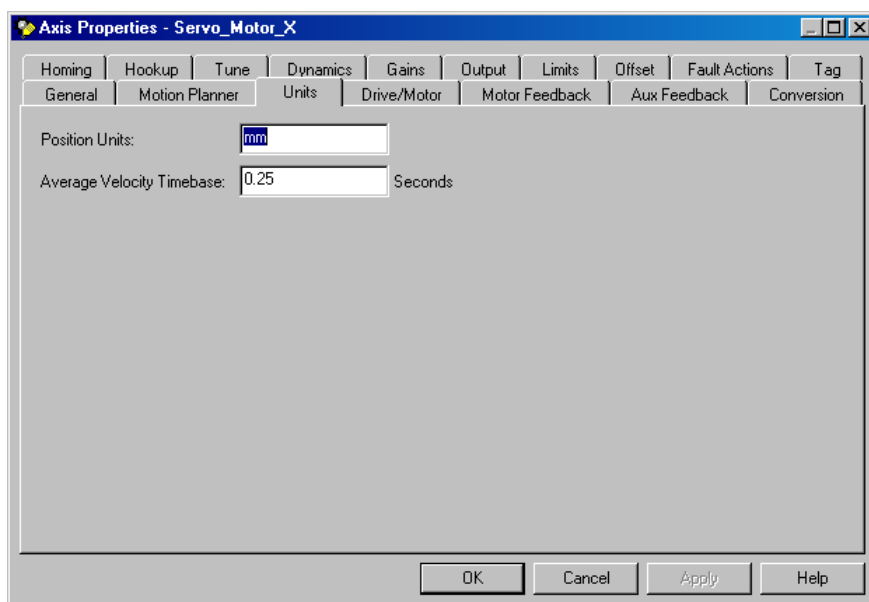 Axis Properties - Servo_Motor_X
Homing Hookup Tune Dynamics Gains Output Limits Offset Fault Actions Tag
General Motion Planner Units Drive/Motor Motor Feedback Aux Feedback Conversion
Position Units: mm
Average Velocity Timebase: 0.25 Seconds
OK Cancel Apply Help